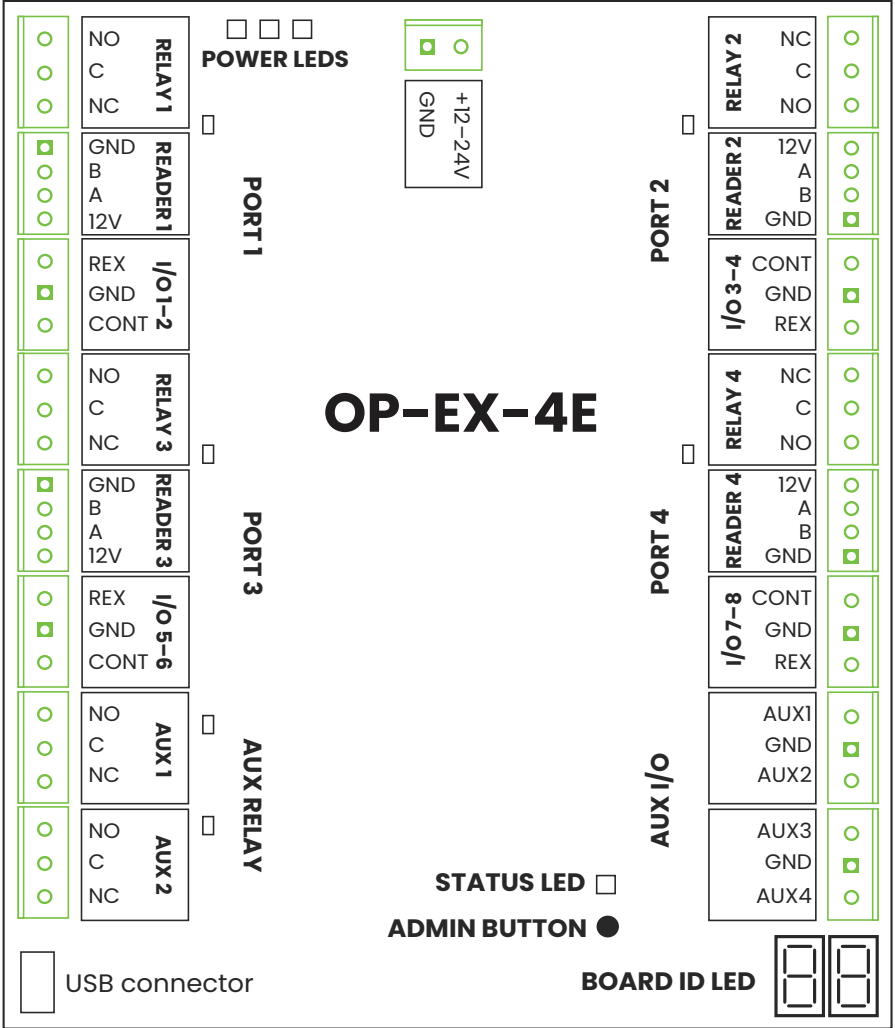 POWER LEDS
GND
+12–24V
NO
C
NC
RELAY 1
GND
B
A
12V
READER 1
REX
GND
CONT
I/O 1–2
PORT 1
NO
C
NC
RELAY 3
GND
B
A
12V
READER 3
REX
GND
CONT
I/O 5–6
PORT 3
NO
C
NC
AUX 1
NO
C
NC
AUX 2
AUX RELAY
OP–EX–4E
RELAY 2
NC
C
NO
READER 2
12V
A
B
GND
I/O 3–4
CONT
GND
REX
PORT 2
RELAY 4
NC
C
NO
READER 4
12V
A
B
GND
I/O 7–8
CONT
GND
REX
PORT 4
AUX1
GND
AUX2
AUX3
GND
AUX4
AUX I/O
STATUS LED
ADMIN BUTTON
USB connector
BOARD ID LED
88